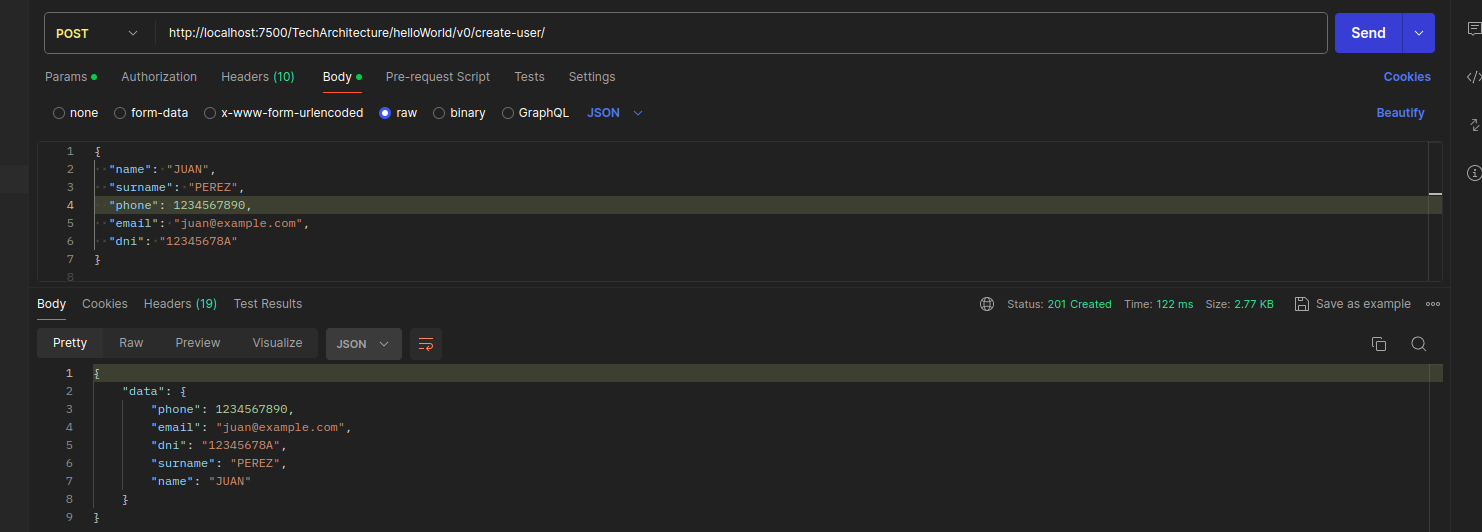 POST http://localhost:7500/TechArchitecture/helloWorld/v0/create-user/ Send
Params Authorization Headers (10) Body Pre-request Script Tests Settings Cookies
none form-data x-www-form-urlencoded raw binary GraphQL JSON Beautify
1 {
2 "name": "JUAN",
3 "surname": "PEREZ",
4 "phone": 1234567890,
5 "email": "juan@example.com",
6 "dni": "12345678A"
7 }
8
Body Cookies Headers (19) Test Results Status: 201 Created Time: 122 ms Size: 2.77 KB Save as example
Pretty Raw Preview Visualize JSON
1 {
2 "data": {
3 "phone": 1234567890,
4 "email": "juan@example.com",
5 "dni": "12345678A",
6 "surname": "PEREZ",
7 "name": "JUAN"
8 }
9 }